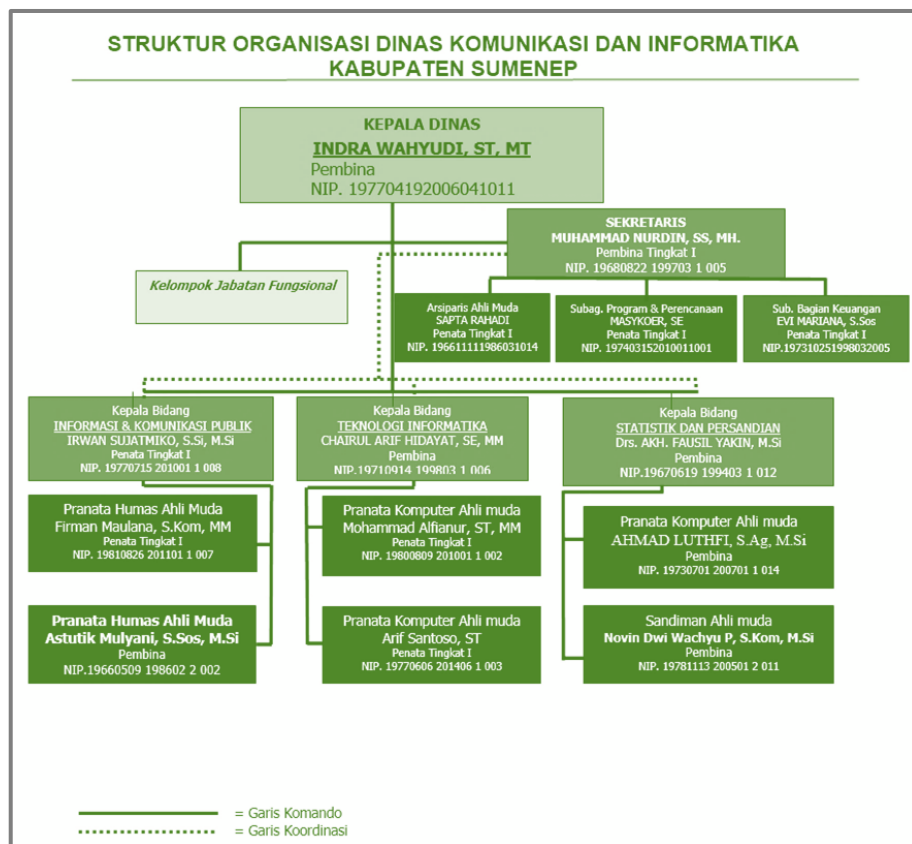 STRUKTUR ORGANISASI DINAS KOMUNIKASI DAN INFORMATIKA
KABUPATEN SUMENEP
KEPALA DINAS
INDRA WAHYUDI, ST, MT
Pembina
NIP. 197704192006041011
SEKRETARIS
MUHAMMAD NURDIN, SS, MH.
Pembina Tingkat I
NIP. 19680822 199703 1 005
Kelompok Jabatan Fungsional
Arsiparis Ahli Muda
SAPTA RAHADI
Penata Tingkat I
NIP. 196611111986031014
Subag. Program & Perencanaan
MASYKOER, SE
Penata Tingkat I
NIP. 197403152010011001
Sub. Bagian Keuangan
EVI MARIANA, S.Sos
Penata Tingkat I
NIP.197310251998032005
Kepala Bidang
INFORMASI & KOMUNIKASI PUBLIK
IRWAN SUJATMIKO, S.Si, M.Si
Penata Tingkat I
NIP. 19770715 201001 1 008
Kepala Bidang
TEKNOLOGI INFORMATIKA
CHAIRUL ARIF HIDAYAT, SE, MM
Pembina
NIP.19710914 199803 1 006
Kepala Bidang
STATISTIK DAN PERSANDIAN
Drs. AKH. FAUSIL YAKIN, M.Si
Pembina
NIP.19670619 199403 1 012
Pranata Humas Ahli Muda
Firman Maulana, S.Kom, MM
Penata Tingkat I
NIP. 19810826 201101 1 007
Pranata Komputer Ahli muda
Mohammad Alfianur, ST, MM
Penata Tingkat I
NIP. 19800809 201001 1 002
Pranata Komputer Ahli muda
AHMAD LUTHFI, S.Ag, M.Si
Pembina
NIP. 19730701 200701 1 014
Pranata Humas Ahli Muda
Astutik Mulyani, S.Sos, M.Si
Pembina
NIP.19660509 198602 2 002
Pranata Komputer Ahli muda
Arif Santoso, ST
Penata Tingkat I
NIP. 19770606 201406 1 003
Sandiman Ahli muda
Novin Dwi Wachyu P, S.Kom, M.Si
Pembina
NIP. 19781113 200501 2 011
= Garis Komando
= Garis Koordinasi